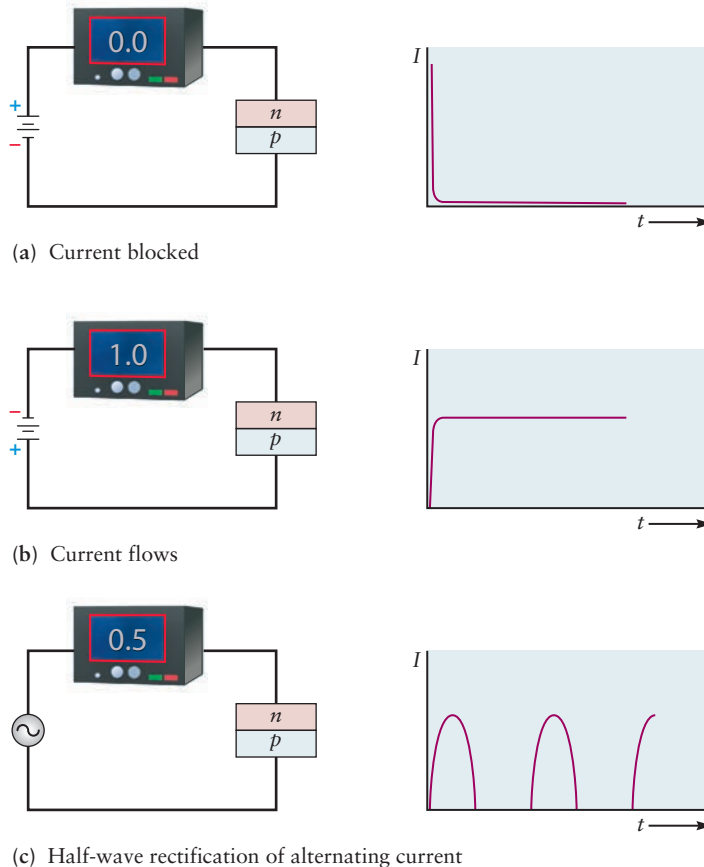 0.0
I
+
n
−
p
t
(a) Current blocked
1.0
I
−
n
p
+
t
(b) Current flows
0.5
I
n
p
t
(c) Half-wave rectification of alternating current